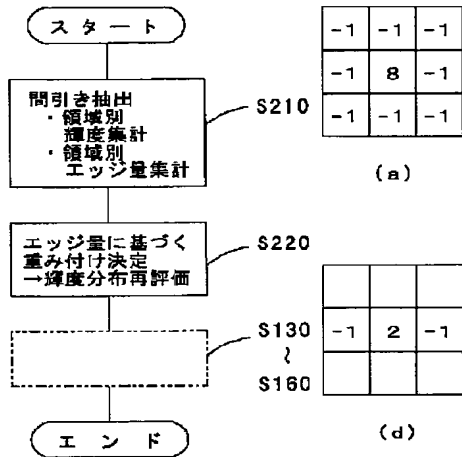 スタート
間引き抽出
・領域別
輝度集計
・領域別
エッジ量集計
S210
エッジ量に基づく
重み付け決定
→輝度分布再評価
S220
S130
～
S160
エンド
-1 -1 -1
-1 8 -1
-1 -1 -1
(a)
-1 2 -1
(d)